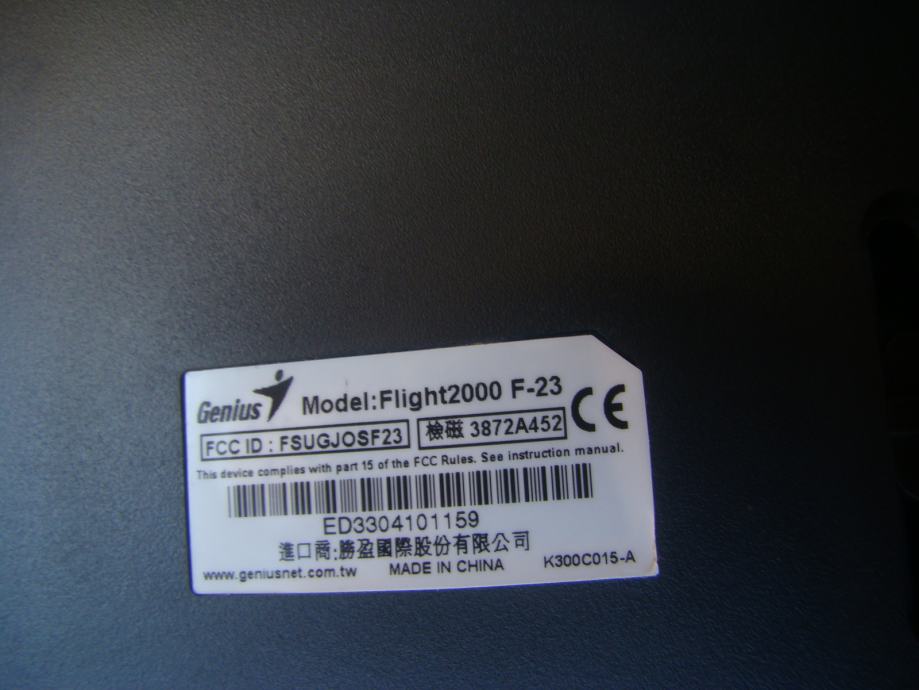 Genius Model:Flight2000 F-23
FCC ID : FSUGJOSF23 檢磁 3872A452 CE
This device complies with part 15 of the FCC Rules. See instruction manual.
ED3304101159
進口商:勝盈國際股份有限公司
www.geniusnet.com.tw MADE IN CHINA K300C015-A